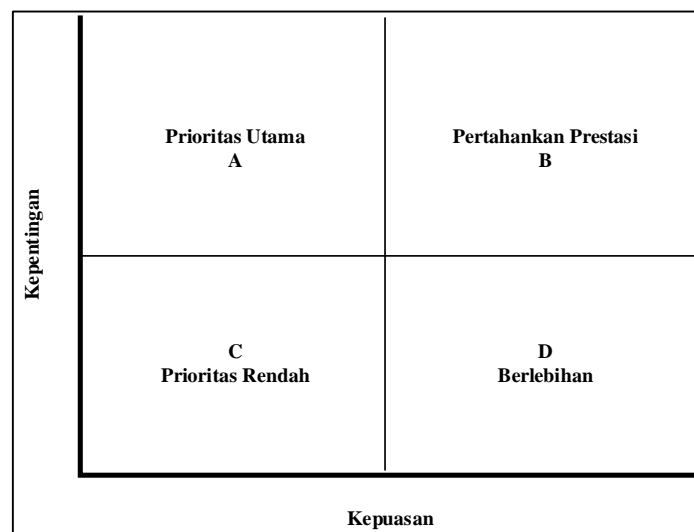 Prioritas Utama
A
Pertahankan Prestasi
B
Kepentingan
C
Prioritas Rendah
D
Berlebihan
Kepuasan